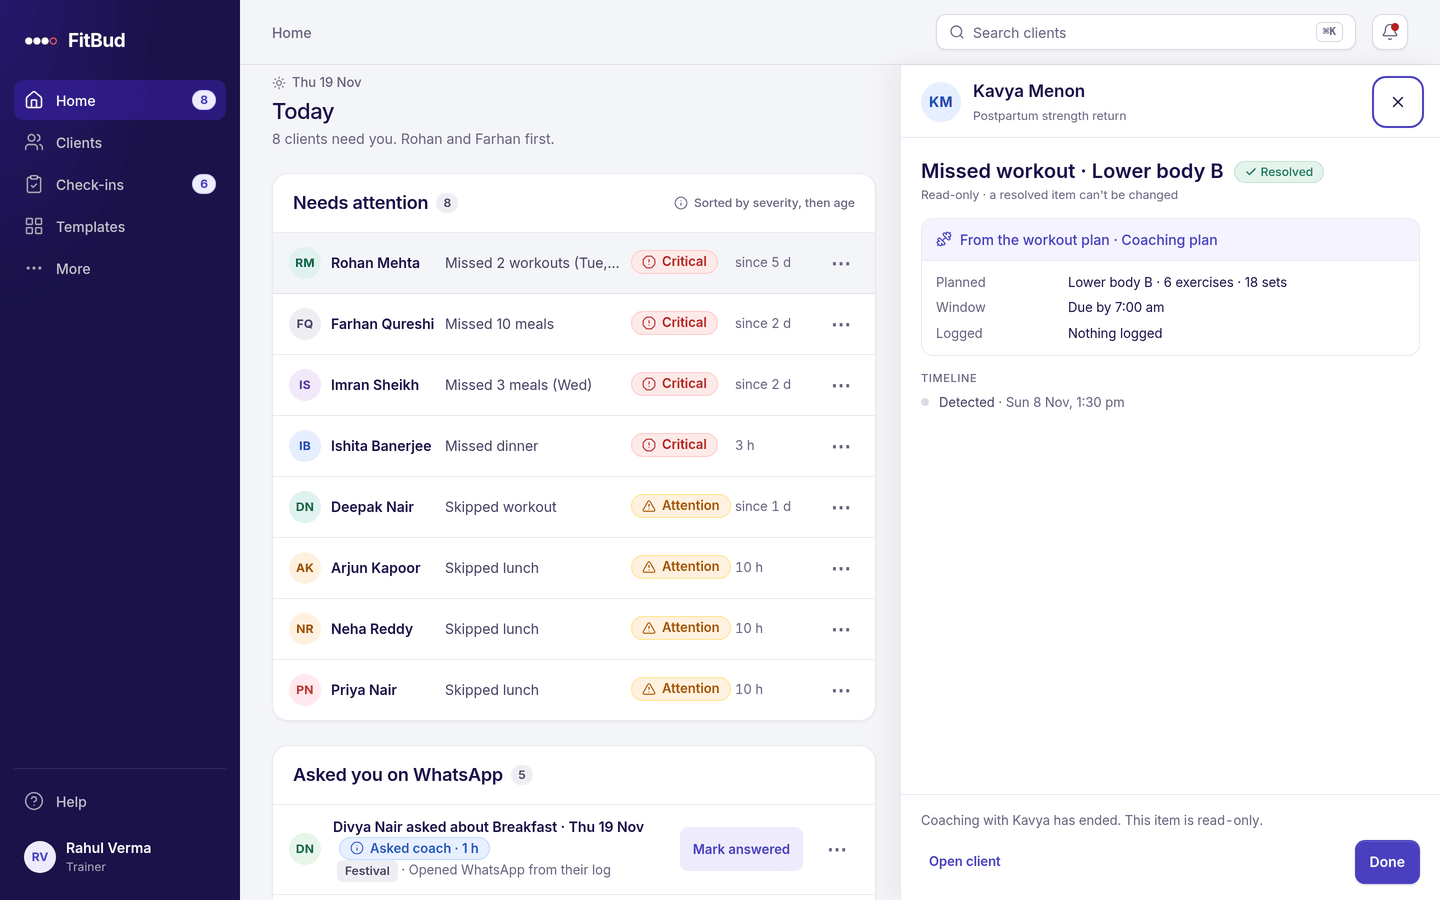 FitBud
Home 8
Clients
Check-ins 6
Templates
More
Help
RV Rahul Verma
Trainer
Home
Search clients ⌘K
Thu 19 Nov
Today
8 clients need you. Rohan and Farhan first.
Needs attention 8
Sorted by severity, then age
RM Rohan Mehta Missed 2 workouts (Tue,... Critical since 5 d
FQ Farhan Qureshi Missed 10 meals Critical since 2 d
IS Imran Sheikh Missed 3 meals (Wed) Critical since 2 d
IB Ishita Banerjee Missed dinner Critical 3 h
DN Deepak Nair Skipped workout Attention since 1 d
AK Arjun Kapoor Skipped lunch Attention 10 h
NR Neha Reddy Skipped lunch Attention 10 h
PN Priya Nair Skipped lunch Attention 10 h
Asked you on WhatsApp 5
DN Divya Nair asked about Breakfast · Thu 19 Nov
Asked coach · 1 h
Festival · Opened WhatsApp from their log
Mark answered
KM Kavya Menon
Postpartum strength return
Missed workout · Lower body B Resolved
Read-only · a resolved item can't be changed
From the workout plan · Coaching plan
Planned Lower body B · 6 exercises · 18 sets
Window Due by 7:00 am
Logged Nothing logged
TIMELINE
Detected · Sun 8 Nov, 1:30 pm
Coaching with Kavya has ended. This item is read-only.
Open client
Done